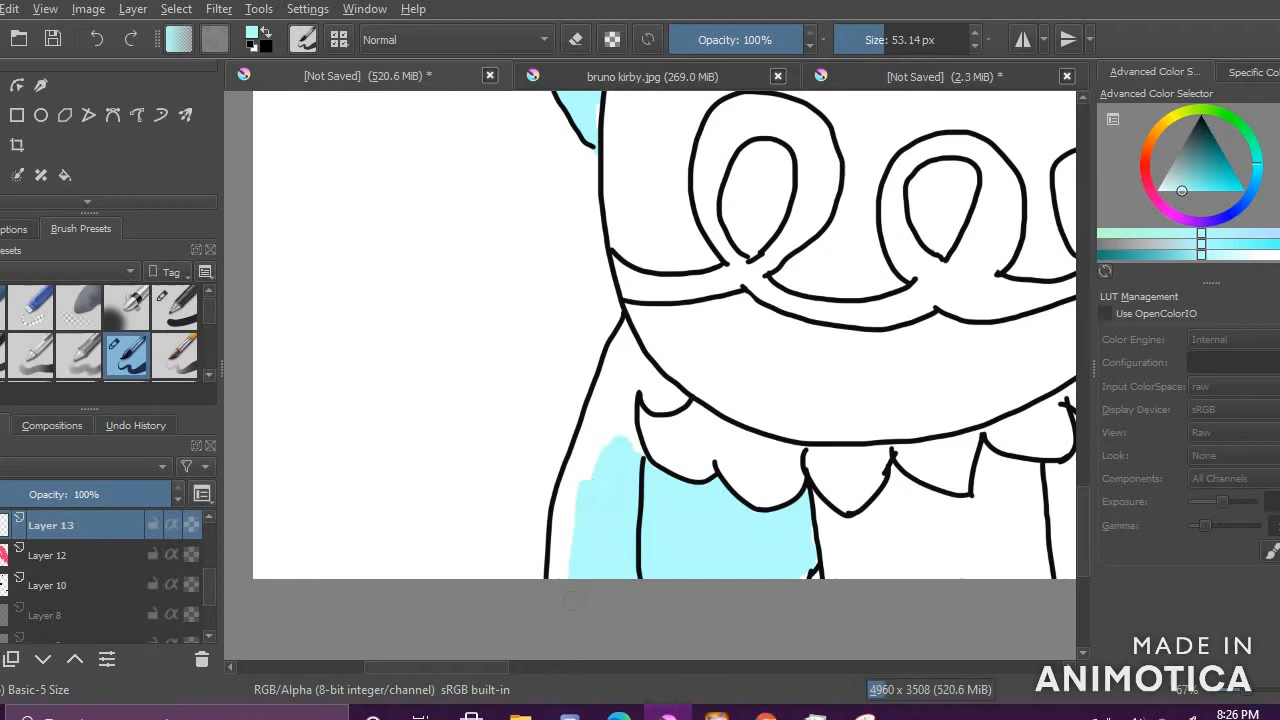 Edit View Image Layer Select Filter Tools Settings Window Help
Normal Opacity: 100% Size: 53.14 px
[Not Saved] (520.6 MiB) * bruno kirby.jpg (269.0 MiB) [Not Saved] (2.3 MiB) *
Advanced Color S... Specific Co
Advanced Color Selector
ptions Brush Presets
esets
Tag
LUT Management
Use OpenColorIO
Color Engine: Internal
Configuration:
Input ColorSpace: raw
Display Device: sRGB
View: Raw
Look: None
Components: All Channels
Exposure:
Gamma:
Compositions Undo History
Opacity: 100%
Layer 13
Layer 12
Layer 10
Layer 8
) Basic-5 Size
RGB/Alpha (8-bit integer/channel) sRGB built-in
4960 x 3508 (520.6 MiB)
67%
MADE IN
ANIMOTICA
8:26 PM